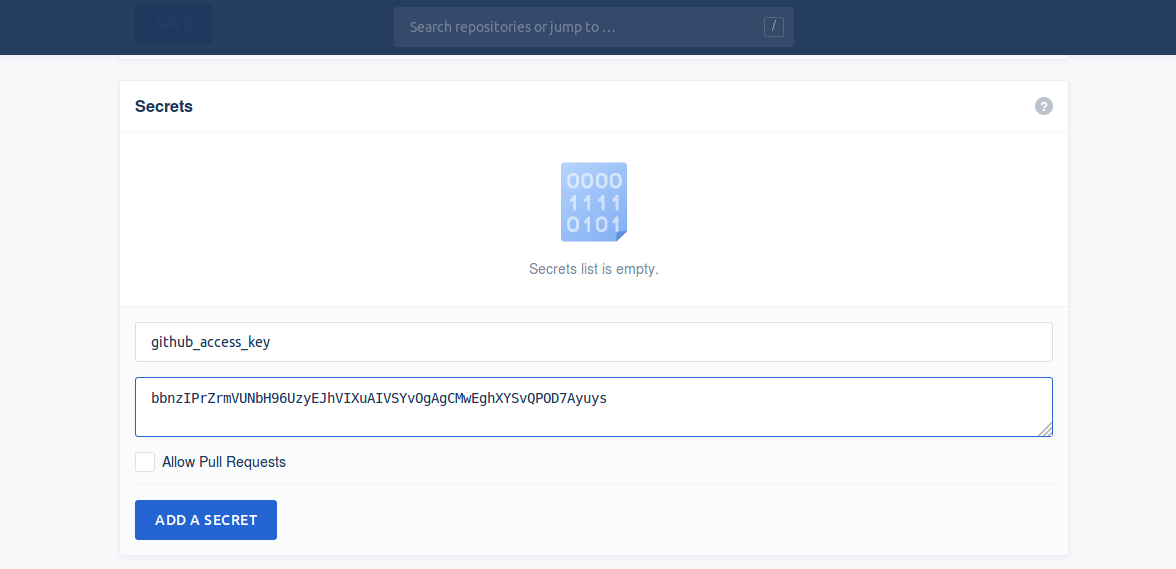 SAVE
Search repositories or jump to …
/
Secrets
?
0000
1111
0101
Secrets list is empty.
github_access_key
bbnzIPrZrmVUNbH96UzyEJhVIXuAIVSYvOgAgCMwEghXYSvQPOD7Ayuys
Allow Pull Requests
ADD A SECRET